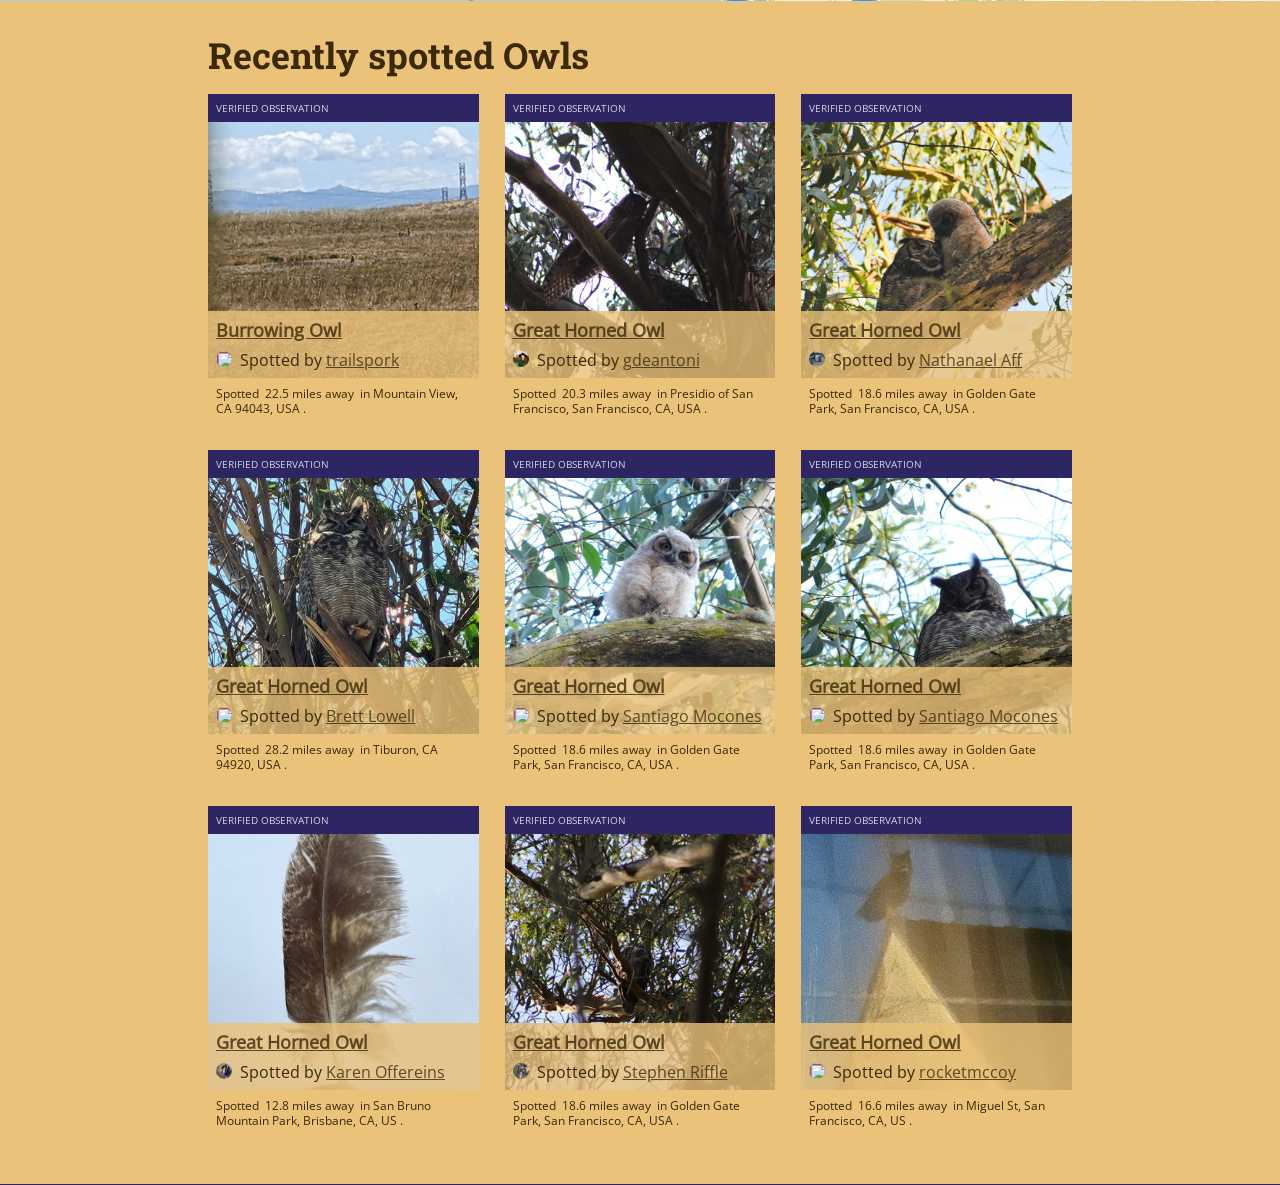 Recently spotted Owls
VERIFIED OBSERVATION
Burrowing Owl
Spotted by trailspork
Spotted 22.5 miles away in Mountain View,
CA 94043, USA .
VERIFIED OBSERVATION
Great Horned Owl
Spotted by gdeantoni
Spotted 20.3 miles away in Presidio of San
Francisco, San Francisco, CA, USA .
VERIFIED OBSERVATION
Great Horned Owl
Spotted by Nathanael Aff
Spotted 18.6 miles away in Golden Gate
Park, San Francisco, CA, USA .
VERIFIED OBSERVATION
Great Horned Owl
Spotted by Brett Lowell
Spotted 28.2 miles away in Tiburon, CA
94920, USA .
VERIFIED OBSERVATION
Great Horned Owl
Spotted by Santiago Mocones
Spotted 18.6 miles away in Golden Gate
Park, San Francisco, CA, USA .
VERIFIED OBSERVATION
Great Horned Owl
Spotted by Santiago Mocones
Spotted 18.6 miles away in Golden Gate
Park, San Francisco, CA, USA .
VERIFIED OBSERVATION
Great Horned Owl
Spotted by Karen Offereins
Spotted 12.8 miles away in San Bruno
Mountain Park, Brisbane, CA, US .
VERIFIED OBSERVATION
Great Horned Owl
Spotted by Stephen Riffle
Spotted 18.6 miles away in Golden Gate
Park, San Francisco, CA, USA .
VERIFIED OBSERVATION
Great Horned Owl
Spotted by rocketmccoy
Spotted 16.6 miles away in Miguel St, San
Francisco, CA, US .